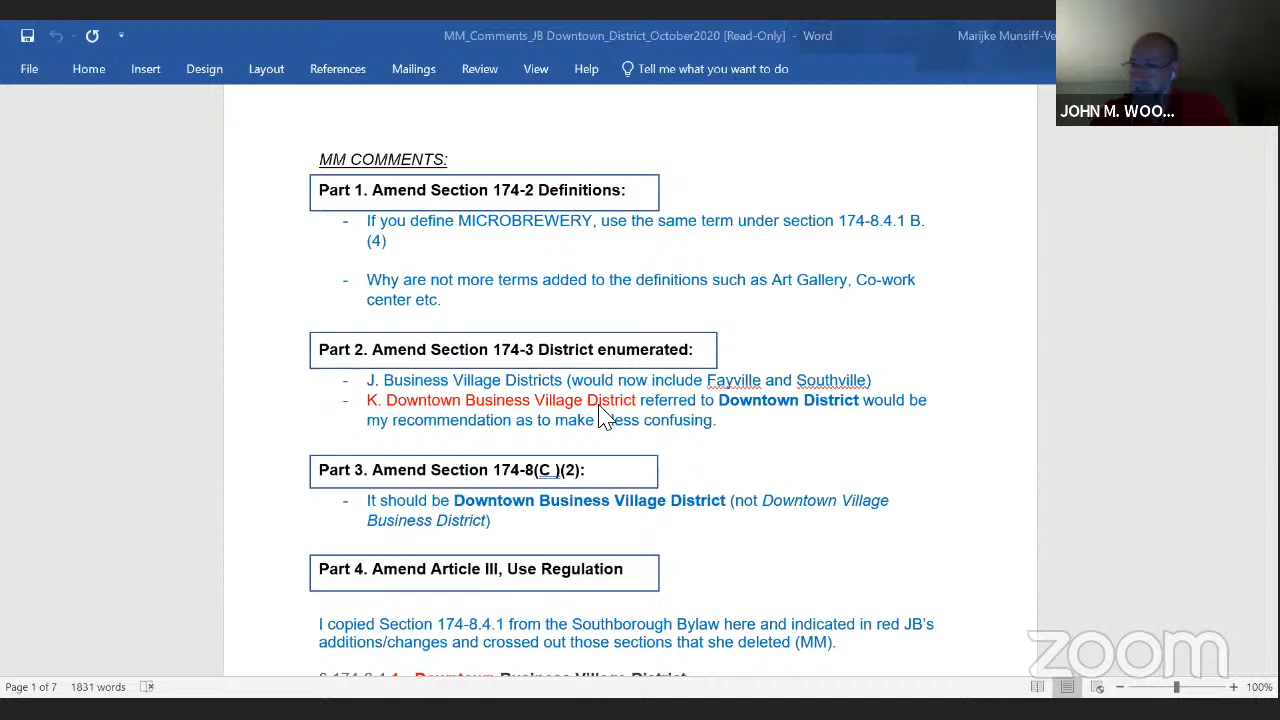 MM_Comments_JB Downtown_District_October2020 [Read-Only] - Word
Marijke Munsiff-Ve
File Home Insert Design Layout References Mailings Review View Help Tell me what you want to do
JOHN M. WOO...
MM COMMENTS:
Part 1. Amend Section 174-2 Definitions:
- If you define MICROBREWERY, use the same term under section 174-8.4.1 B.
(4)
- Why are not more terms added to the definitions such as Art Gallery, Co-work
center etc.
Part 2. Amend Section 174-3 District enumerated:
- J. Business Village Districts (would now include Fayville and Southville)
- K. Downtown Business Village District referred to Downtown District would be
my recommendation as to make less confusing.
Part 3. Amend Section 174-8(C )(2):
- It should be Downtown Business Village District (not Downtown Village
Business District)
Part 4. Amend Article III, Use Regulation
I copied Section 174-8.4.1 from the Southborough Bylaw here and indicated in red JB's
additions/changes and crossed out those sections that she deleted (MM).
§ 174-8.4.1. Downtown Business Village District
zoom
Page 1 of 7 1831 words
100%